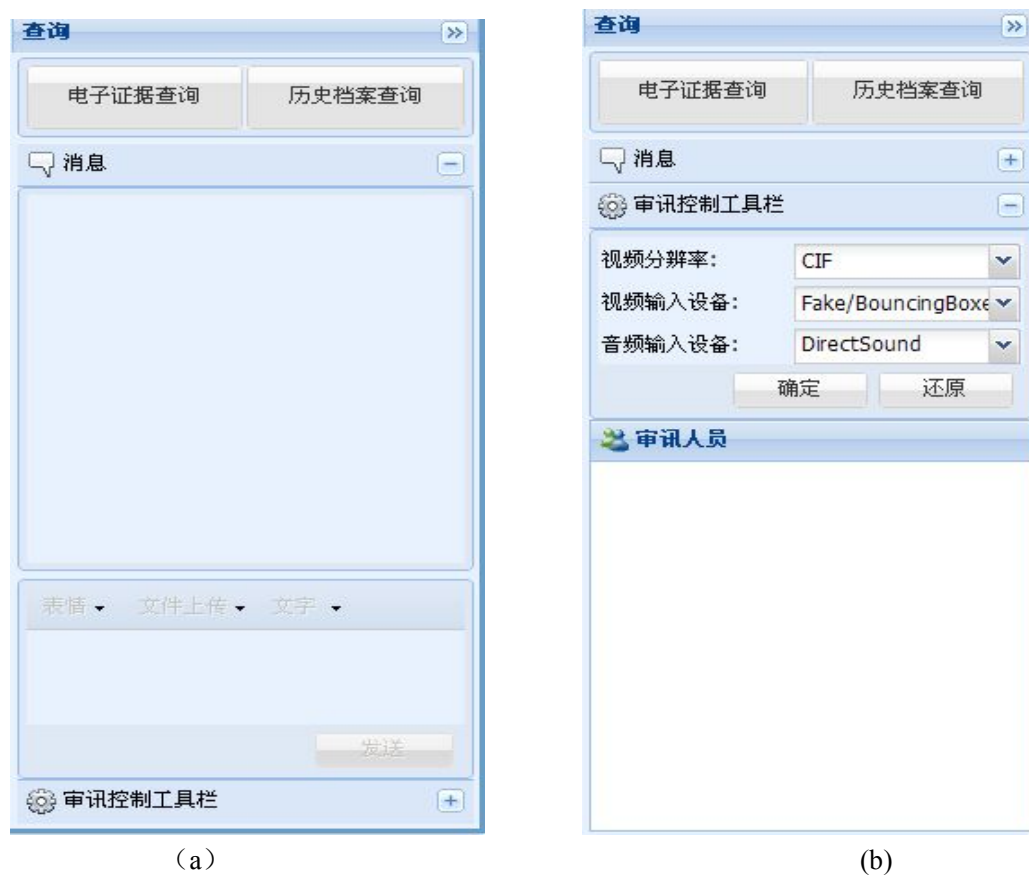 查询
电子证据查询 历史档案查询
消息
表情 文件上传 文字
发送
审讯控制工具栏
(a)
查询
电子证据查询 历史档案查询
消息
审讯控制工具栏
视频分辨率: CIF
视频输入设备: Fake/BouncingBoxe
音频输入设备: DirectSound
确定 还原
审讯人员
(b)